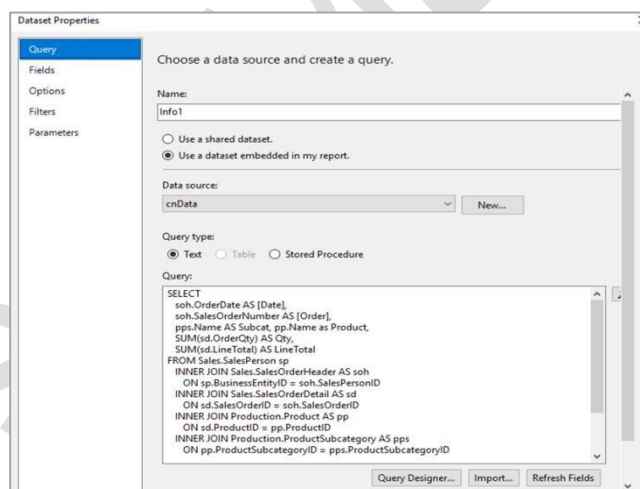 Dataset Properties
Query
Fields
Options
Filters
Parameters
Choose a data source and create a query.
Name:
Info1
Use a shared dataset.
Use a dataset embedded in my report.
Data source:
cnData
New...
Query type:
Text Table Stored Procedure
Query:
SELECT
soh.OrderDate AS [Date],
soh.SalesOrderNumber AS [Order],
pps.Name AS Subcat, pp.Name as Product,
SUM(sd.OrderQty) AS Qty,
SUM(sd.LineTotal) AS LineTotal
FROM Sales.SalesPerson sp
INNER JOIN Sales.SalesOrderHeader AS soh
ON sp.BusinessEntityID = soh.SalesPersonID
INNER JOIN Sales.SalesOrderDetail AS sd
ON sd.SalesOrderID = soh.SalesOrderID
INNER JOIN Production.Product AS pp
ON sd.ProductID = pp.ProductID
INNER JOIN Production.ProductSubcategory AS pps
ON pp.ProductSubcategoryID = pps.ProductSubcategoryID
Query Designer... Import... Refresh Fields